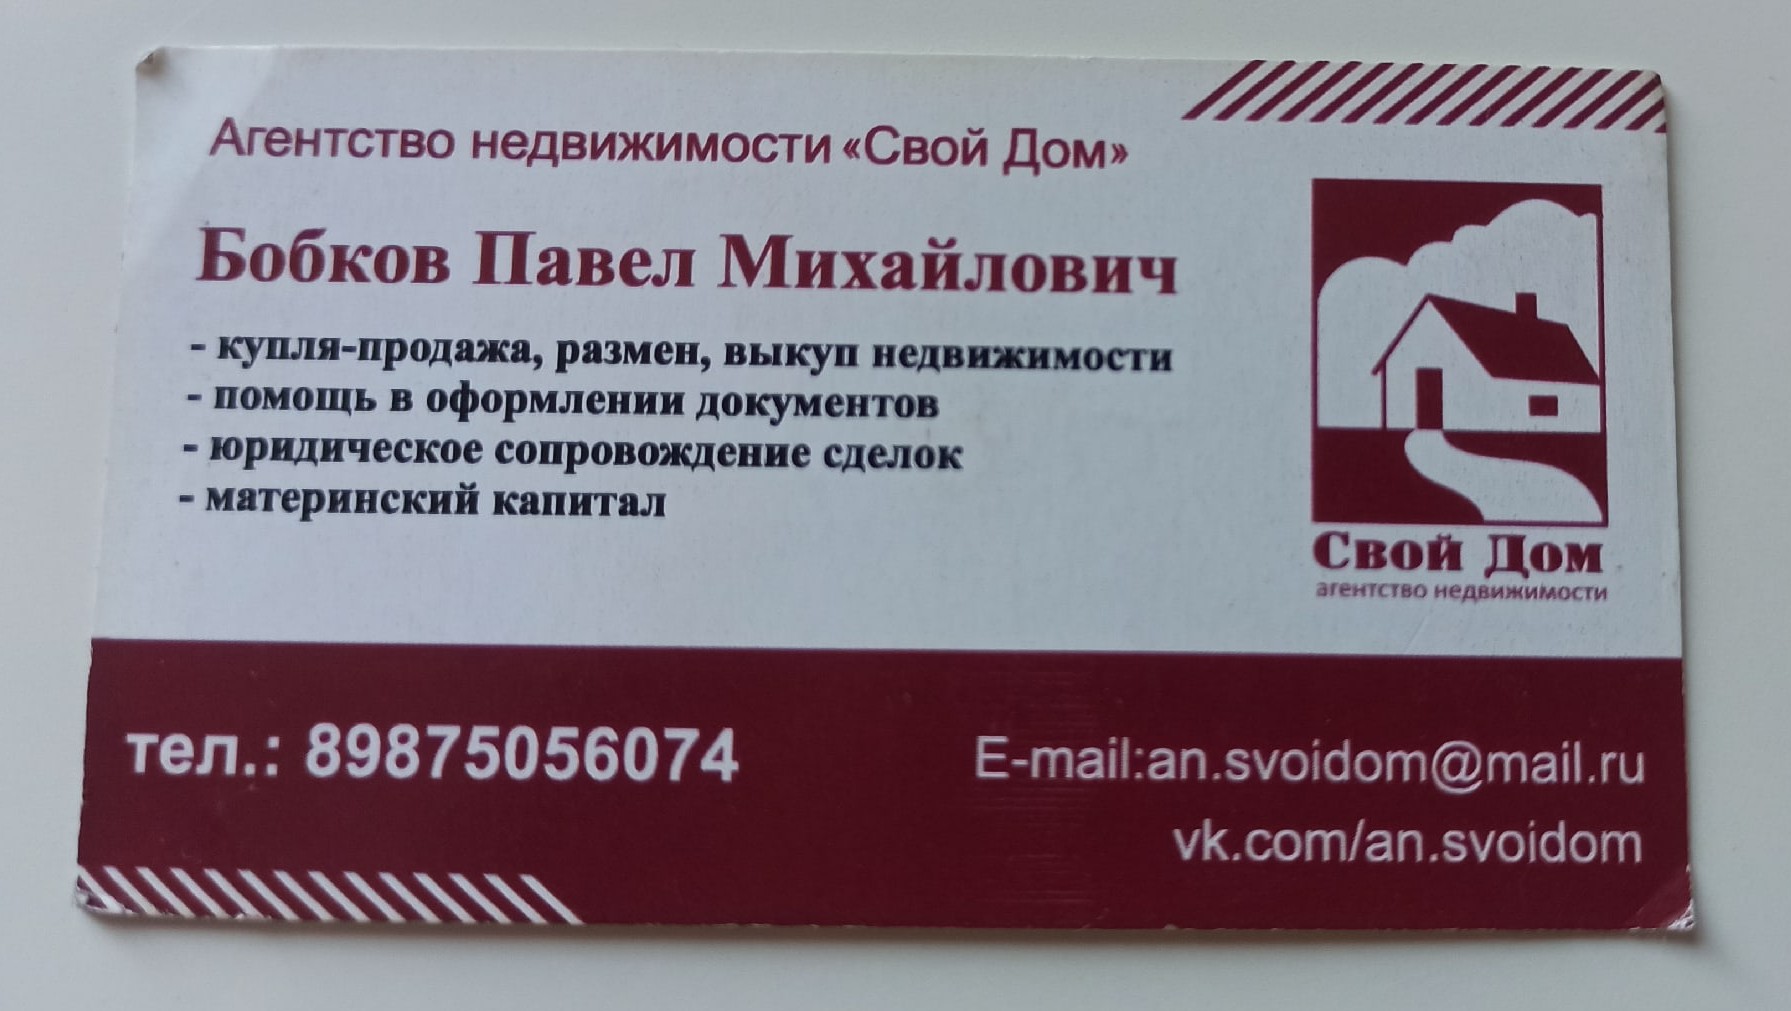 Агентство недвижимости «Свой Дом»
Бобков Павел Михайлович
- купля-продажа, размен, выкуп недвижимости
- помощь в оформлении документов
- юридическое сопровождение сделок
- материнский капитал
Свой Дом
агентство недвижимости
тел.: 89875056074
E-mail:an.svoidom@mail.ru
vk.com/an.svoidom